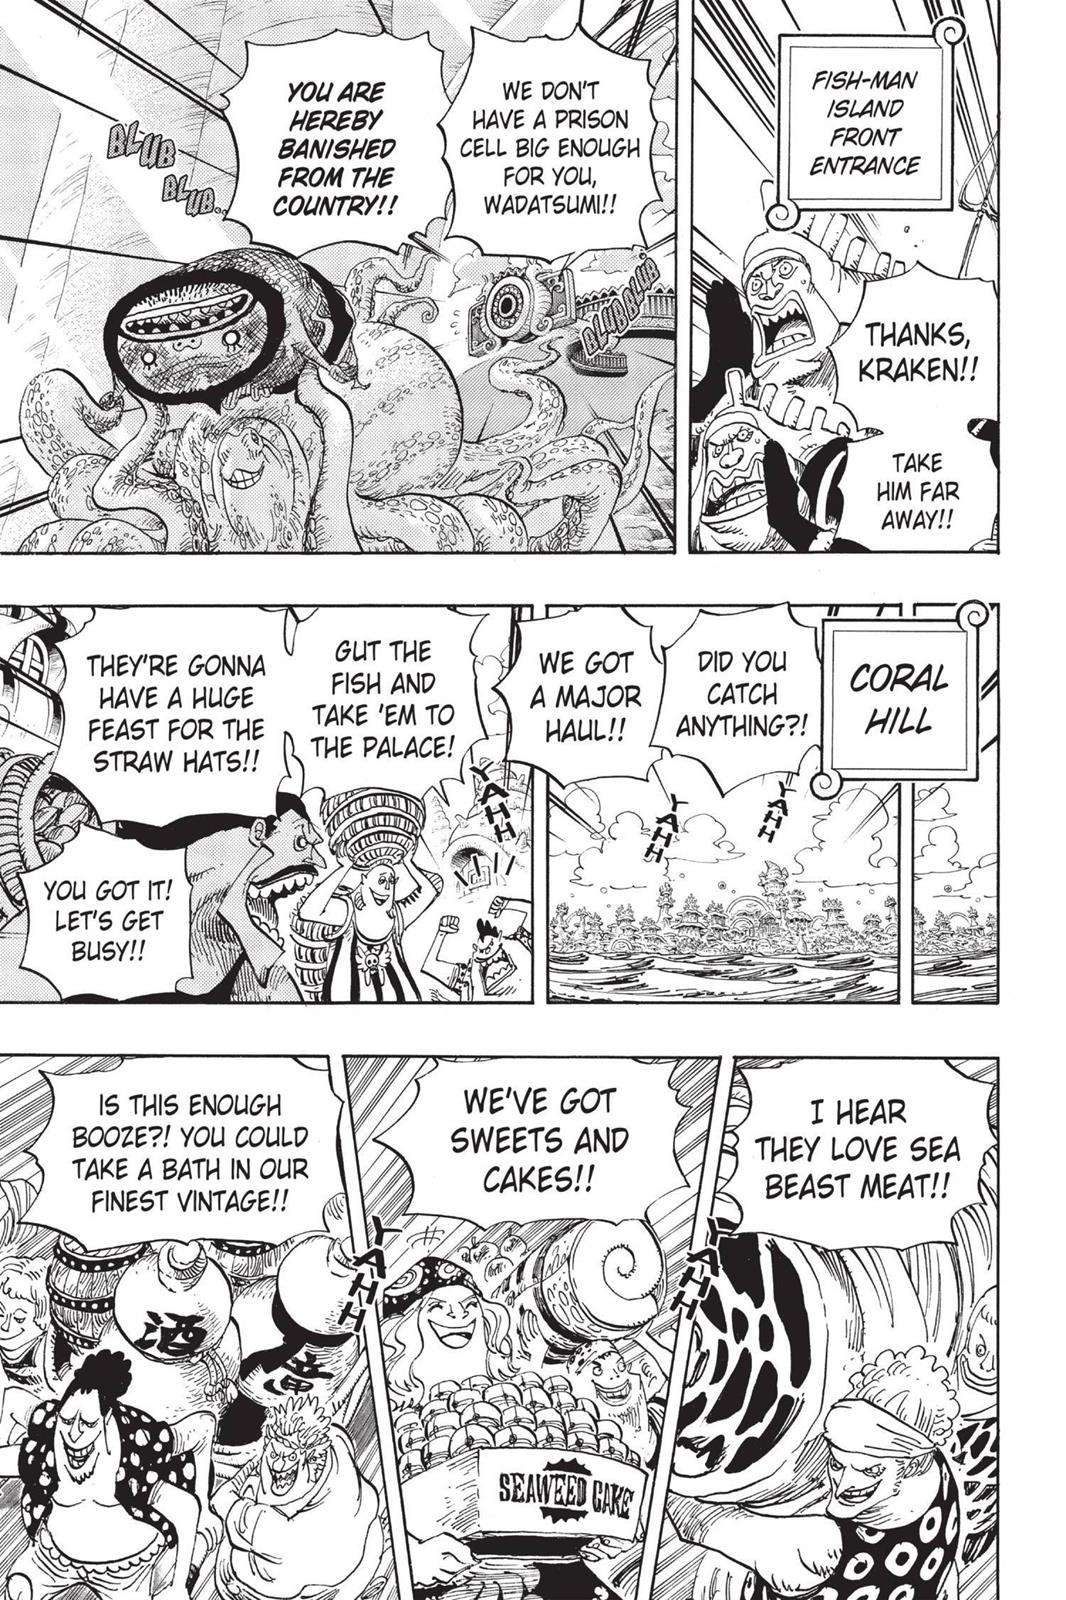 FISH-MAN
ISLAND
FRONT
ENTRANCE
THANKS,
KRAKEN!!
TAKE
HIM FAR
AWAY!!
WE DON'T
HAVE A PRISON
CELL BIG ENOUGH
FOR YOU,
WADATSUMI!!
YOU ARE
HEREBY
BANISHED
FROM THE
COUNTRY!!
BLUBBLUB
BLUB
BLUB..
CORAL
HILL
DID YOU
CATCH
ANYTHING?!
WE GOT
A MAJOR
HAUL!!
YAHH
YAHH
YAHH
GUT THE
FISH AND
TAKE 'EM TO
THE PALACE!
THEY'RE GONNA
HAVE A HUGE
FEAST FOR THE
STRAW HATS!!
YOU GOT IT!
LET'S GET
BUSY!!
I HEAR
THEY LOVE SEA
BEAST MEAT!!
YAHH
WE'VE GOT
SWEETS AND
CAKES!!
SEAWEED CAKE
YAHH
IS THIS ENOUGH
BOOZE?! YOU COULD
TAKE A BATH IN OUR
FINEST VINTAGE!!
酒